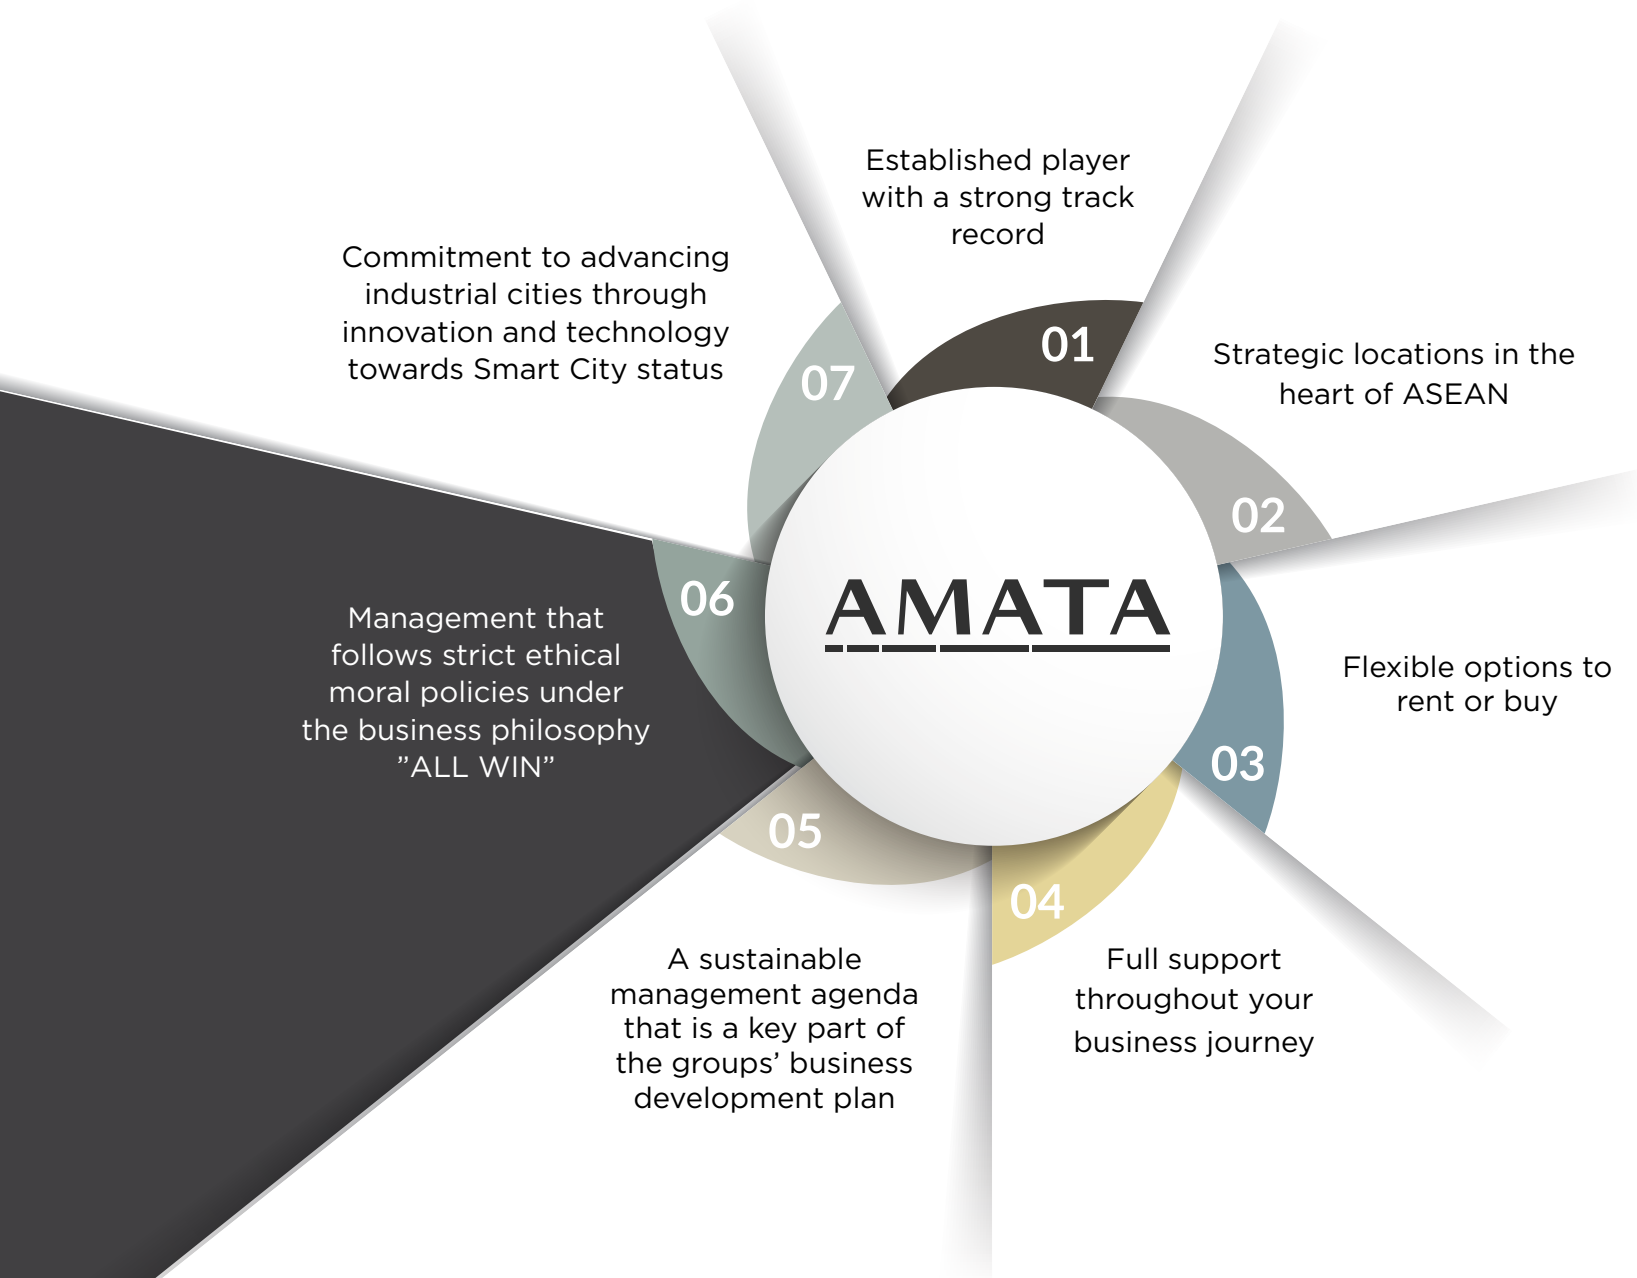 Established player
with a strong track
record
01
Strategic locations in the
heart of ASEAN
02
Flexible options to
rent or buy
03
Full support
throughout your
business journey
04
A sustainable
management agenda
that is a key part of
the groups’ business
development plan
05
Management that
follows strict ethical
moral policies under
the business philosophy
”ALL WIN”
06
Commitment to advancing
industrial cities through
innovation and technology
towards Smart City status
07
AMATA